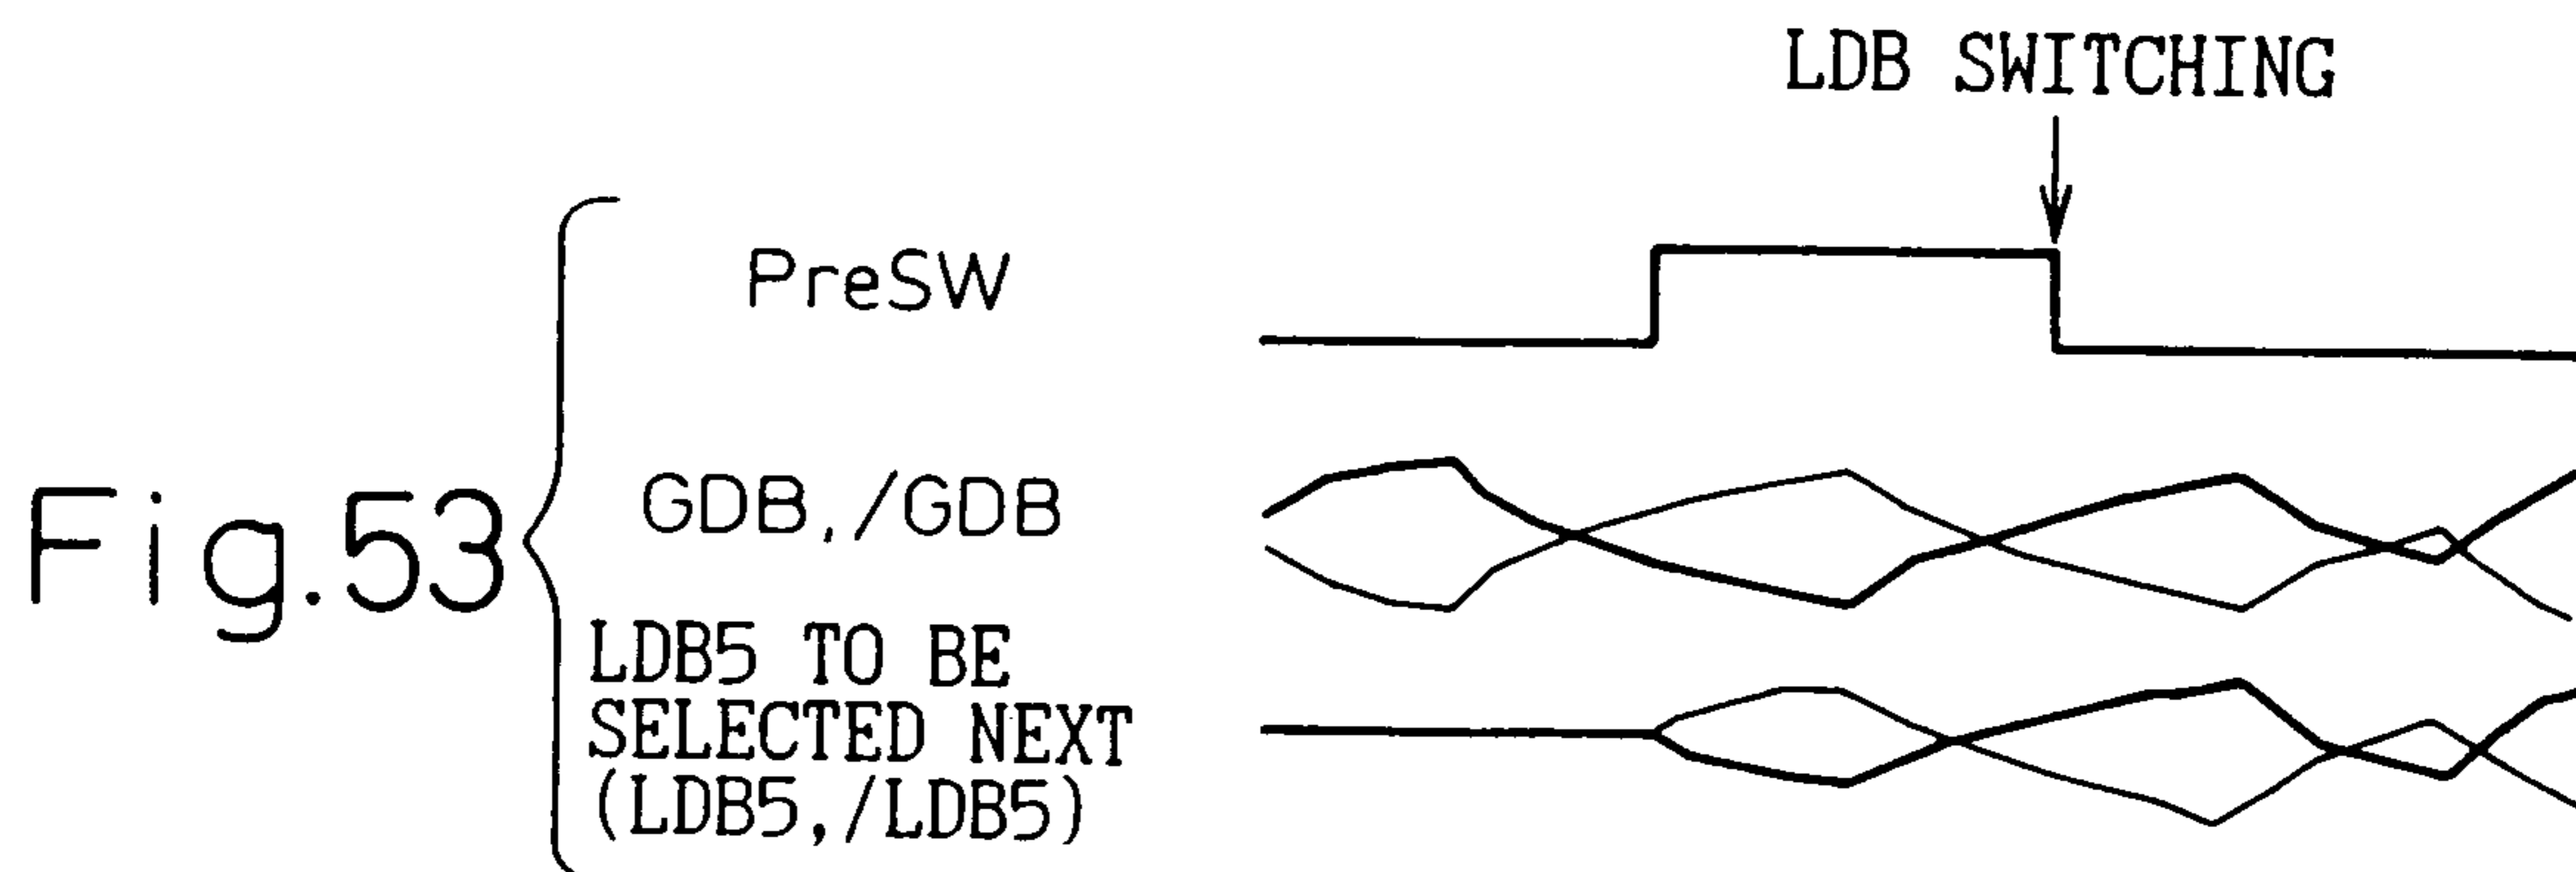 LDB SWITCHING
PreSW
GDB,/GDB
Fig.53
LDB5 TO BE
SELECTED NEXT
(LDB5,/LDB5)